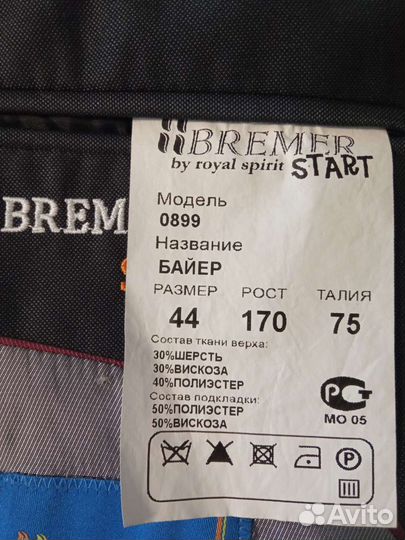 BREMER
by royal spirit START
BREM
Модель
0899
Название
БАЙЕР
РАЗМЕР РОСТ ТАЛИЯ
44 170 75
Состав ткани верха:
30%ШЕРСТЬ
30%ВИСКОЗА
40%ПОЛИЭСТЕР
Состав подкладки:
50%ПОЛИЭСТЕР
50%ВИСКОЗА
РСТ
МО 05
P
Avito